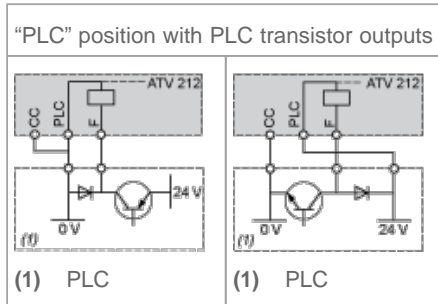 “PLC” position with PLC transistor outputs
ATV 212
CC
PLC
F
24 V
0 V
(1)
ATV 212
CC
PLC
F
0 V
24 V
(1)
(1) PLC
(1) PLC